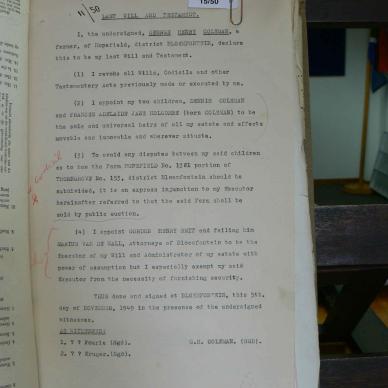 11/50
15/50
LAST WILL AND TESTAMENT.
I, the undersigned, HENRY COLEMAN, a
farmer, of Hopefield, district BLOEMFONTEIN, declare
this to be my last Will and Testament.
(1) I revoke all Wills, Codicils and other
Testamentary Acts previously made or executed by me.
(2) I appoint my two children, DENNIS COLEMAN
and FRANCES ADELAIDE JANE (born COLEMAN) to be
the sole and universal heirs of all my estate and effects
movable and immovable and wherever situate.
(3) To avoid any disputes between my said children
as to how the Farm No. portion of
No. 153, district Bloemfontein should be
subdivided, it is an express injunction to my Executor
hereinafter referred to that the said Farm shall be
sold by public auction.
(4) I appoint GORDON HENRY and failing him
MARIUS VAN DE WALL, Attorneys of Bloemfontein to be the
Executor of my Will and Administrator of my estate with
power of assumption but I especially exempt my said
Executor from the necessity of furnishing security.
THUS done and signed at BLOEMFONTEIN, this 5th.
day of NOVEMBER, 1949 in the presence of the undersigned
witnesses.
AS WITNESSES:
1. ? ? Fourie (Sgd). G.H. COLEMAN. (SGD).
2. ? ? Kruger.(Sgd).